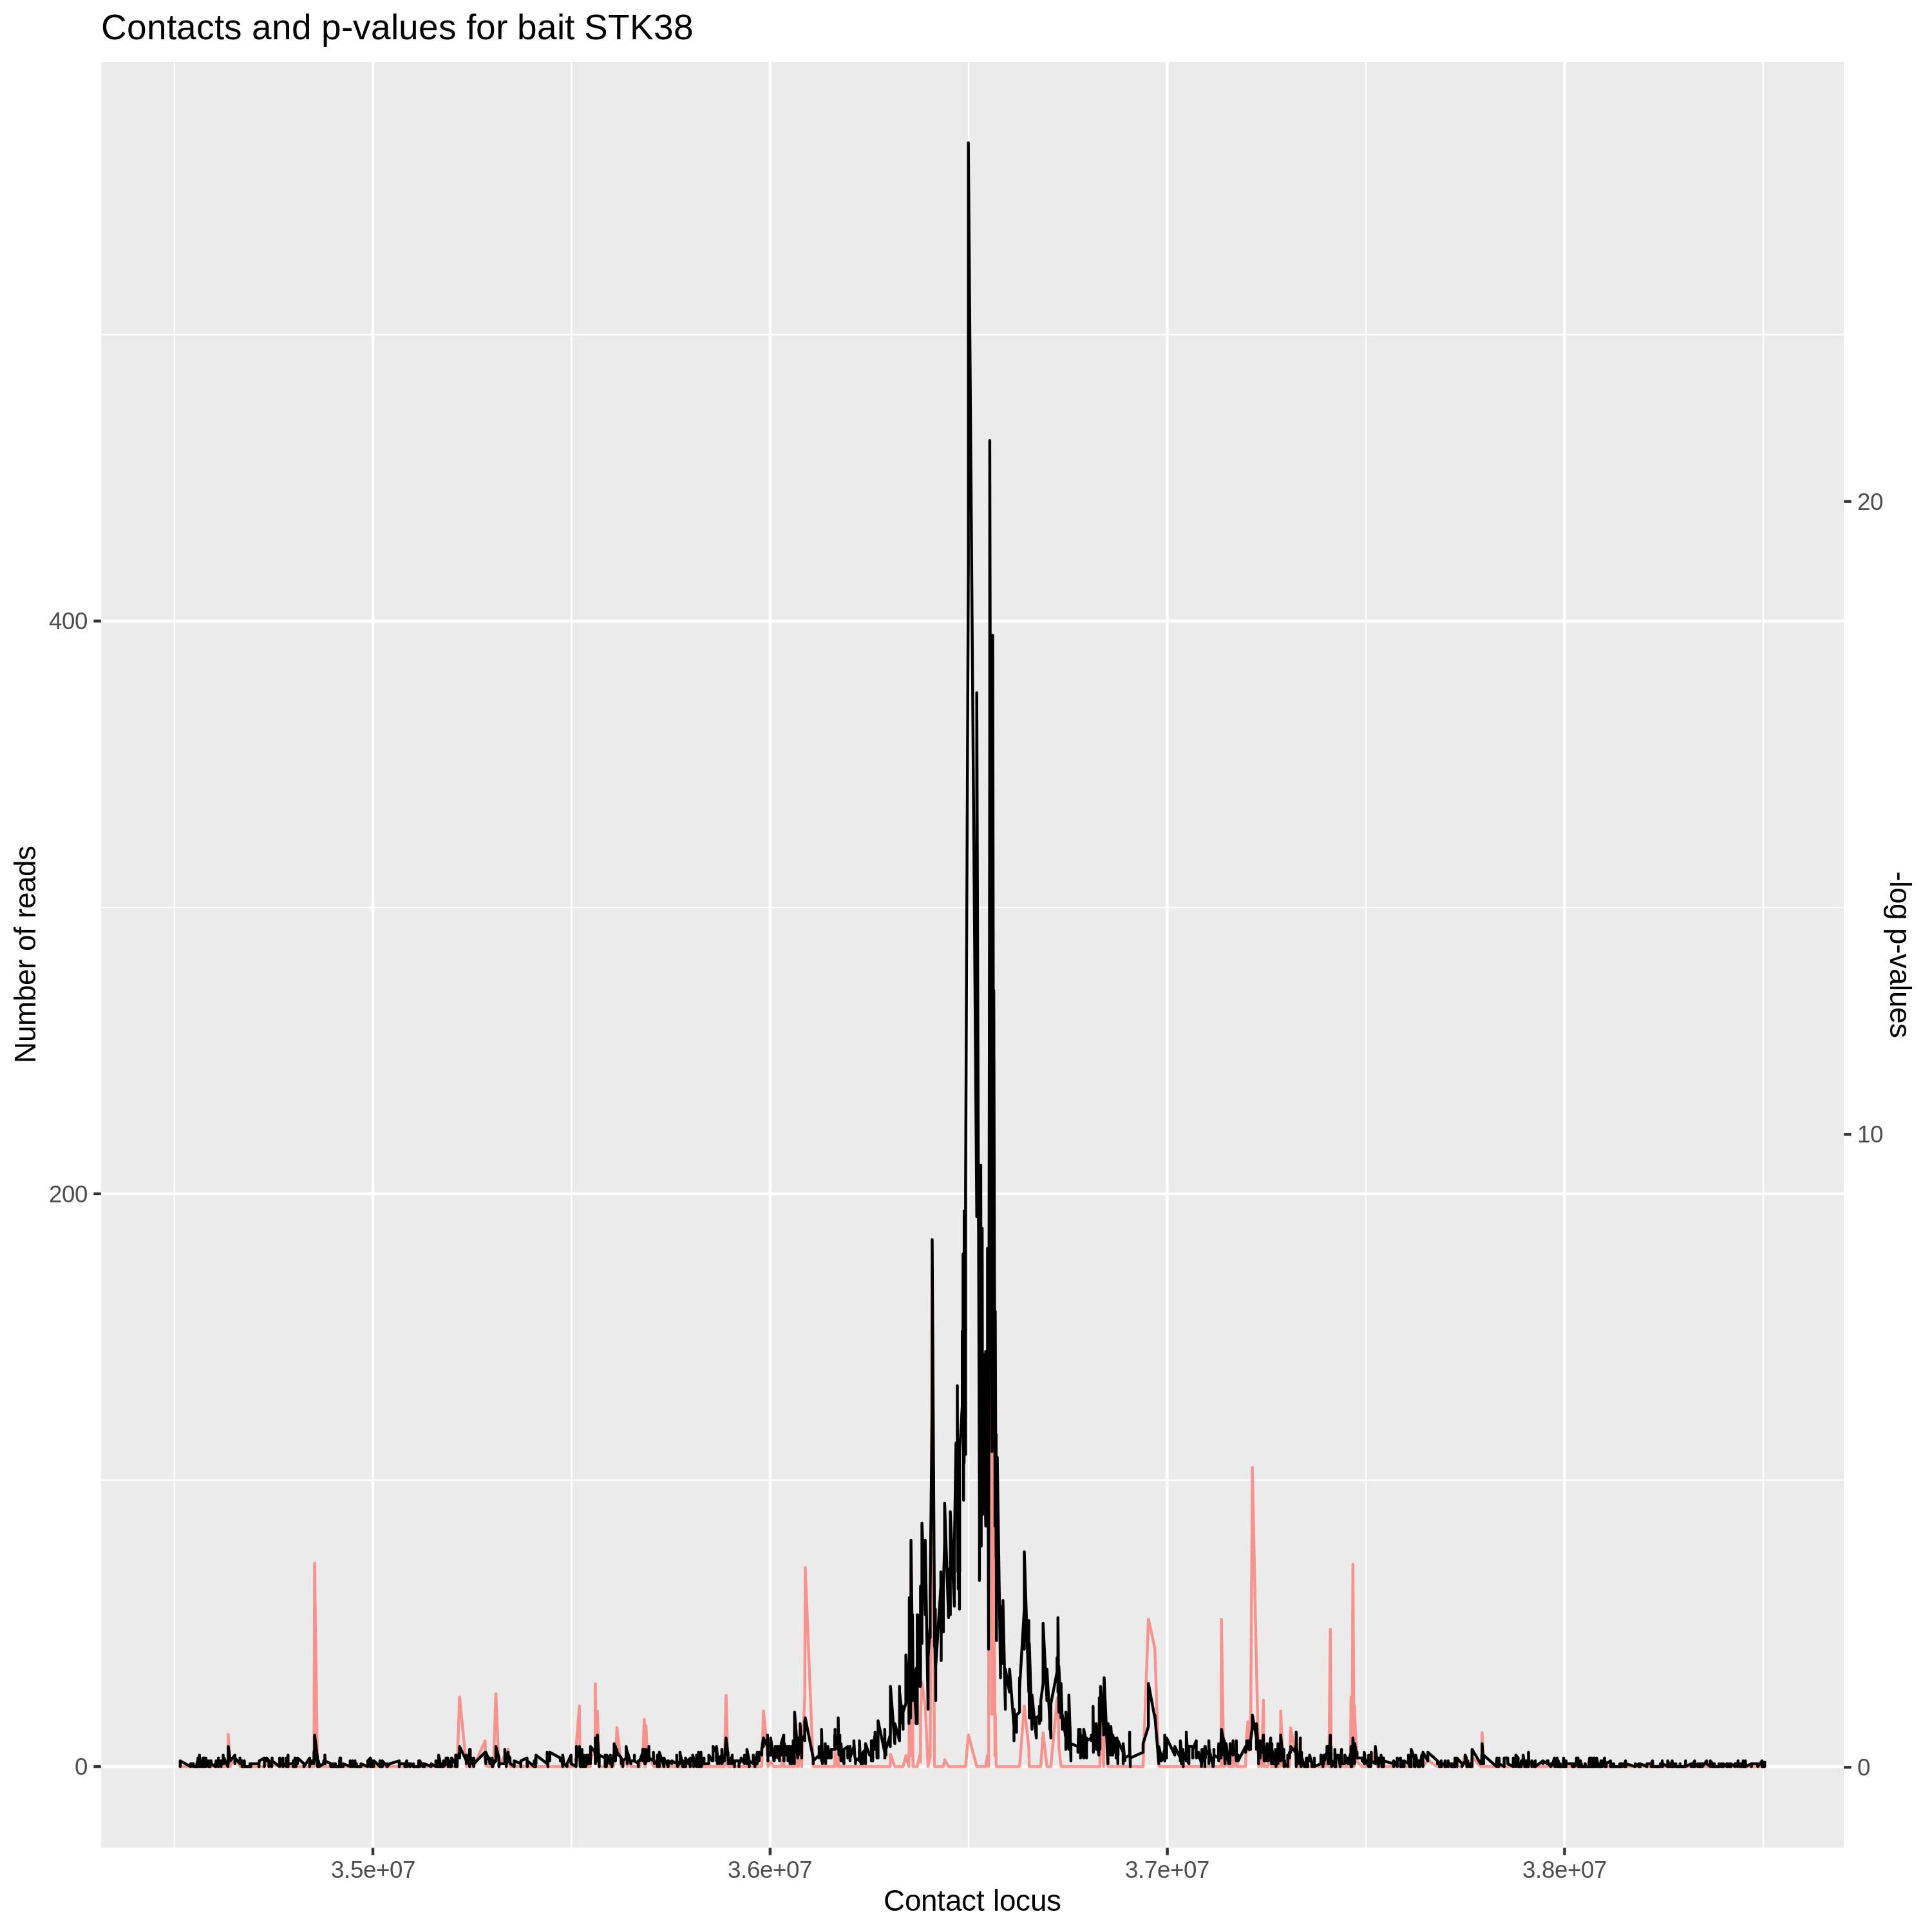 Contacts and p-values for bait STK38
Number of reads
400
200
0
20
10
0
-log p-values
3.5e+07
3.6e+07
3.7e+07
3.8e+07
Contact locus